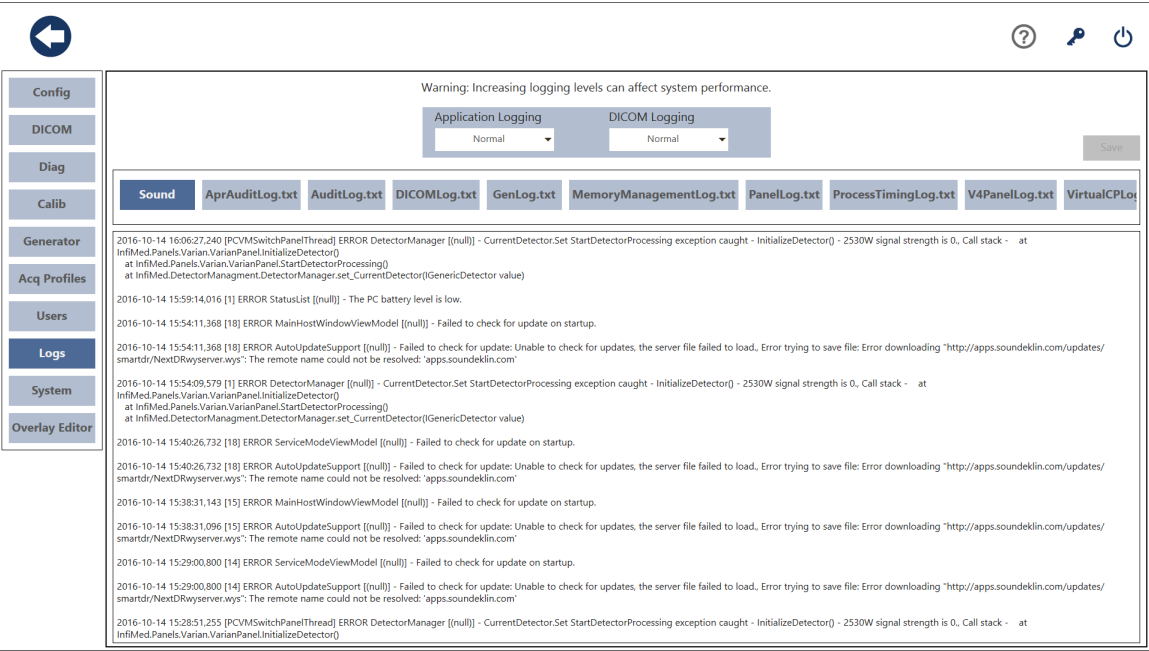 ?
Config
DICOM
Diag
Calib
Generator
Acq Profiles
Users
Logs
System
Overlay Editor
Warning: Increasing logging levels can affect system performance.
Application Logging DICOM Logging
Normal Normal
Save
Sound AprAuditLog.txt AuditLog.txt DICOMLog.txt GenLog.txt MemoryManagementLog.txt PanelLog.txt ProcessTimingLog.txt V4PanelLog.txt VirtualCPLog
2016-10-14 16:06:27,240 [PCVMSwitchPanelThread] ERROR DetectorManager [(null)] - CurrentDetector.Set StartDetectorProcessing exception caught - InitializeDetector() - 2530W signal strength is 0., Call stack - at
InfiMed.Panels.Varian.VarianPanel.InitializeDetector()
at InfiMed.Panels.Varian.VarianPanel.StartDetectorProcessing()
at InfiMed.DetectorManagment.DetectorManager.set_CurrentDetector(IGenericDetector value)
2016-10-14 15:59:14,016 [1] ERROR StatusList [(null)] - The PC battery level is low.
2016-10-14 15:54:11,368 [18] ERROR MainHostWindowViewModel [(null)] - Failed to check for update on startup.
2016-10-14 15:54:11,368 [18] ERROR AutoUpdateSupport [(null)] - Failed to check for update: Unable to check for updates, the server file failed to load., Error trying to save file: Error downloading "http://apps.soundeklin.com/updates/
smartdr/NextDRwyserver.wys": The remote name could not be resolved: 'apps.soundeklin.com'
2016-10-14 15:54:09,579 [1] ERROR DetectorManager [(null)] - CurrentDetector.Set StartDetectorProcessing exception caught - InitializeDetector() - 2530W signal strength is 0., Call stack - at
InfiMed.Panels.Varian.VarianPanel.InitializeDetector()
at InfiMed.Panels.Varian.VarianPanel.StartDetectorProcessing()
at InfiMed.DetectorManagment.DetectorManager.set_CurrentDetector(IGenericDetector value)
2016-10-14 15:40:26,732 [18] ERROR ServiceModeViewModel [(null)] - Failed to check for update on startup.
2016-10-14 15:40:26,732 [18] ERROR AutoUpdateSupport [(null)] - Failed to check for update: Unable to check for updates, the server file failed to load., Error trying to save file: Error downloading "http://apps.soundeklin.com/updates/
smartdr/NextDRwyserver.wys": The remote name could not be resolved: 'apps.soundeklin.com'
2016-10-14 15:38:31,143 [15] ERROR MainHostWindowViewModel [(null)] - Failed to check for update on startup.
2016-10-14 15:38:31,096 [15] ERROR AutoUpdateSupport [(null)] - Failed to check for update: Unable to check for updates, the server file failed to load., Error trying to save file: Error downloading "http://apps.soundeklin.com/updates/
smartdr/NextDRwyserver.wys": The remote name could not be resolved: 'apps.soundeklin.com'
2016-10-14 15:29:00,800 [14] ERROR ServiceModeViewModel [(null)] - Failed to check for update on startup.
2016-10-14 15:29:00,800 [14] ERROR AutoUpdateSupport [(null)] - Failed to check for update: Unable to check for updates, the server file failed to load., Error trying to save file: Error downloading "http://apps.soundeklin.com/updates/
smartdr/NextDRwyserver.wys": The remote name could not be resolved: 'apps.soundeklin.com'
2016-10-14 15:28:51,255 [PCVMSwitchPanelThread] ERROR DetectorManager [(null)] - CurrentDetector.Set StartDetectorProcessing exception caught - InitializeDetector() - 2530W signal strength is 0., Call stack - at
InfiMed.Panels.Varian.VarianPanel.InitializeDetector()